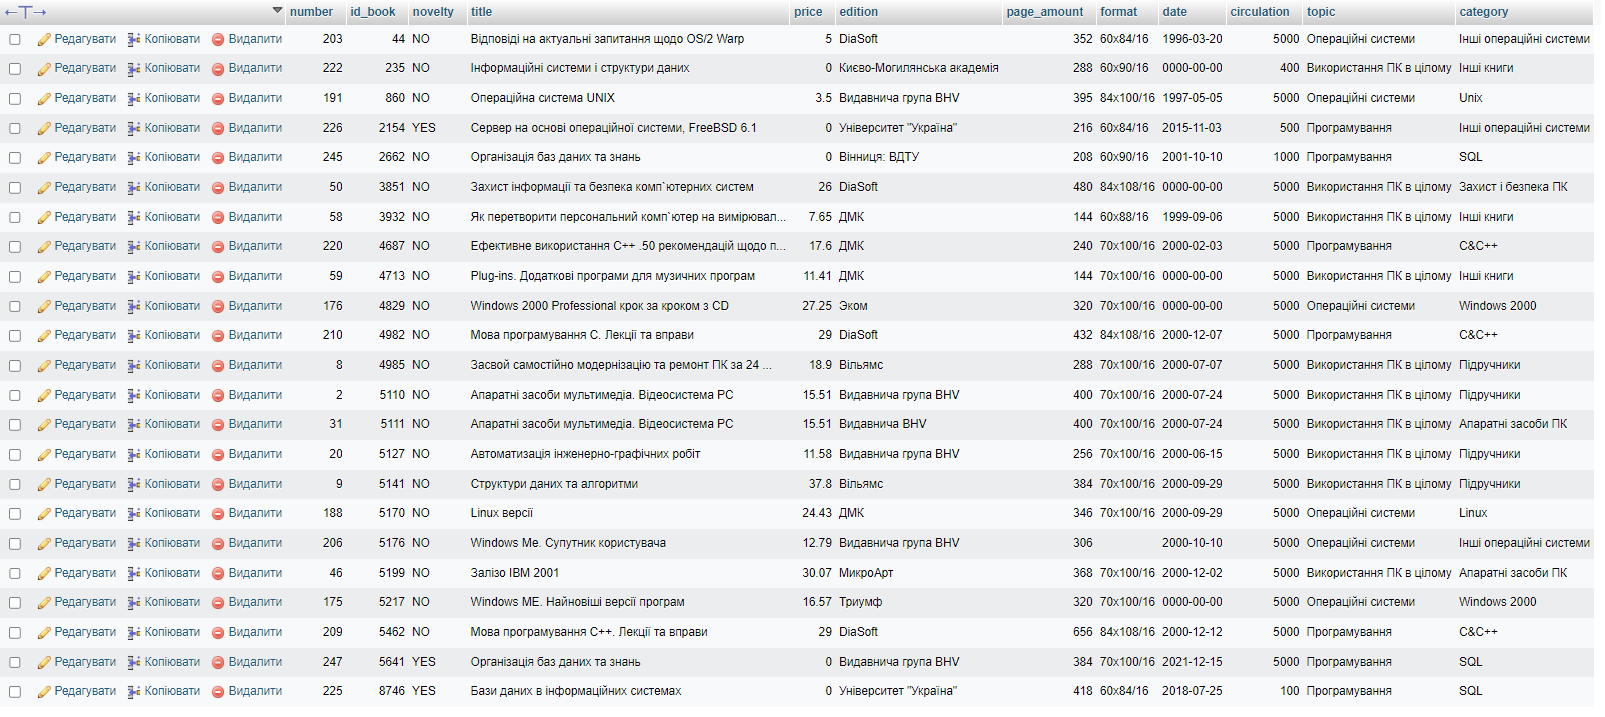 ←T→ number id_book novelty title price edition page_amount format date circulation topic category
Редагувати Копіювати Видалити 203 44 NO Відповіді на актуальні запитання щодо OS/2 Warp 5 DiaSoft 352 60x84/16 1996-03-20 5000 Операційні системи Інші операційні системи
Редагувати Копіювати Видалити 222 235 NO Інформаційні системи і структури даних 0 Києво-Могилянська академія 288 60x90/16 0000-00-00 400 Використання ПК в цілому Інші книги
Редагувати Копіювати Видалити 191 860 NO Операційна система UNIX 3.5 Видавнича група BHV 395 84x100/16 1997-05-05 5000 Операційні системи Unix
Редагувати Копіювати Видалити 226 2154 YES Сервер на основі операційної системи, FreeBSD 6.1 0 Університет "Україна" 216 60x84/16 2015-11-03 500 Програмування Інші операційні системи
Редагувати Копіювати Видалити 245 2662 NO Організація баз даних та знань 0 Вінниця: ВДТУ 208 60x90/16 2001-10-10 1000 Програмування SQL
Редагувати Копіювати Видалити 50 3851 NO Захист інформації та безпека комп`ютерних систем 26 DiaSoft 480 84x108/16 0000-00-00 5000 Використання ПК в цілому Захист і безпека ПК
Редагувати Копіювати Видалити 58 3932 NO Як перетворити персональний комп`ютер на вимірювал... 7.65 ДМК 144 60x88/16 1999-09-06 5000 Використання ПК в цілому Інші книги
Редагувати Копіювати Видалити 220 4687 NO Ефективне використання C++ .50 рекомендацій щодо п... 17.6 ДМК 240 70x100/16 2000-02-03 5000 Програмування C&C++
Редагувати Копіювати Видалити 59 4713 NO Plug-ins. Додаткові програми для музичних програм 11.41 ДМК 144 70x100/16 0000-00-00 5000 Використання ПК в цілому Інші книги
Редагувати Копіювати Видалити 176 4829 NO Windows 2000 Professional крок за кроком з CD 27.25 Эком 320 70x100/16 0000-00-00 5000 Операційні системи Windows 2000
Редагувати Копіювати Видалити 210 4982 NO Мова програмування С. Лекції та вправи 29 DiaSoft 432 84x108/16 2000-12-07 5000 Програмування C&C++
Редагувати Копіювати Видалити 8 4985 NO Засвой самостійно модернізацію та ремонт ПК за 24 ... 18.9 Вільямс 288 70x100/16 2000-07-07 5000 Використання ПК в цілому Підручники
Редагувати Копіювати Видалити 2 5110 NO Апаратні засоби мультимедіа. Відеосистема РС 15.51 Видавнича група BHV 400 70x100/16 2000-07-24 5000 Використання ПК в цілому Підручники
Редагувати Копіювати Видалити 31 5111 NO Апаратні засоби мультимедіа. Відеосистема РС 15.51 Видавнича BHV 400 70x100/16 2000-07-24 5000 Використання ПК в цілому Апаратні засоби ПК
Редагувати Копіювати Видалити 20 5127 NO Автоматизація інженерно-графічних робіт 11.58 Видавнича група BHV 256 70x100/16 2000-06-15 5000 Використання ПК в цілому Підручники
Редагувати Копіювати Видалити 9 5141 NO Структури даних та алгоритми 37.8 Вільямс 384 70x100/16 2000-09-29 5000 Використання ПК в цілому Підручники
Редагувати Копіювати Видалити 188 5170 NO Linux версії 24.43 ДМК 346 70x100/16 2000-09-29 5000 Операційні системи Linux
Редагувати Копіювати Видалити 206 5176 NO Windows Me. Супутник користувача 12.79 Видавнича група BHV 306 2000-10-10 5000 Операційні системи Інші операційні системи
Редагувати Копіювати Видалити 46 5199 NO Залізо IBM 2001 30.07 МикроАрт 368 70x100/16 2000-12-02 5000 Використання ПК в цілому Апаратні засоби ПК
Редагувати Копіювати Видалити 175 5217 NO Windows ME. Найновіші версії програм 16.57 Триумф 320 70x100/16 0000-00-00 5000 Операційні системи Windows 2000
Редагувати Копіювати Видалити 209 5462 NO Мова програмування С++. Лекції та вправи 29 DiaSoft 656 84x108/16 2000-12-12 5000 Програмування C&C++
Редагувати Копіювати Видалити 247 5641 YES Організація баз даних та знань 0 Видавнича група BHV 384 70x100/16 2021-12-15 5000 Програмування SQL
Редагувати Копіювати Видалити 225 8746 YES Бази даних в інформаційних системах 0 Університет "Україна" 418 60x84/16 2018-07-25 100 Програмування SQL